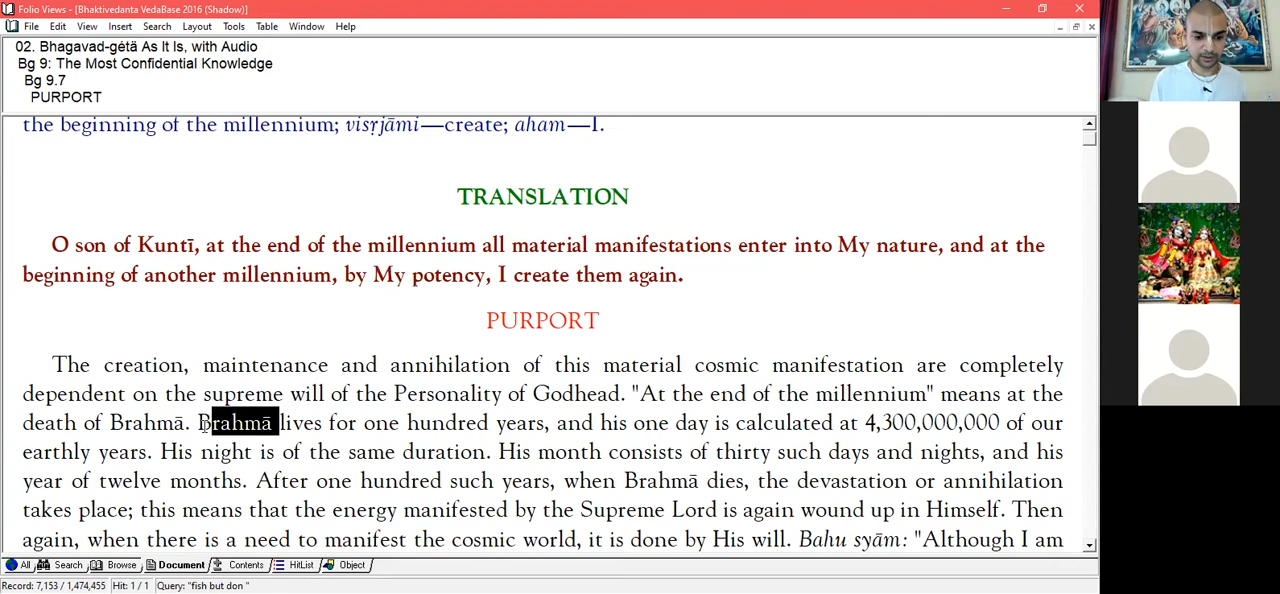 Folio Views - [Bhaktivedanta VedaBase 2016 (Shadow)]
File Edit View Insert Search Layout Tools Table Window Help
02. Bhagavad-gétä As It Is, with Audio
Bg 9: The Most Confidential Knowledge
Bg 9.7
PURPORT
the beginning of the millennium; visṛjāmi—create; aham—I.
TRANSLATION
O son of Kuntī, at the end of the millennium all material manifestations enter into My nature, and at the
beginning of another millennium, by My potency, I create them again.
PURPORT
The creation, maintenance and annihilation of this material cosmic manifestation are completely
dependent on the supreme will of the Personality of Godhead. "At the end of the millennium" means at the
death of Brahmā. Brahmā lives for one hundred years, and his one day is calculated at 4,300,000,000 of our
earthly years. His night is of the same duration. His month consists of thirty such days and nights, and his
year of twelve months. After one hundred such years, when Brahmā dies, the devastation or annihilation
takes place; this means that the energy manifested by the Supreme Lord is again wound up in Himself. Then
again, when there is a need to manifest the cosmic world, it is done by His will. Bahu syām: "Although I am
All Search Browse Document Contents HitList Object
Record: 7,153 / 1,474,455 Hit: 1 / 1 Query: "fish but don "